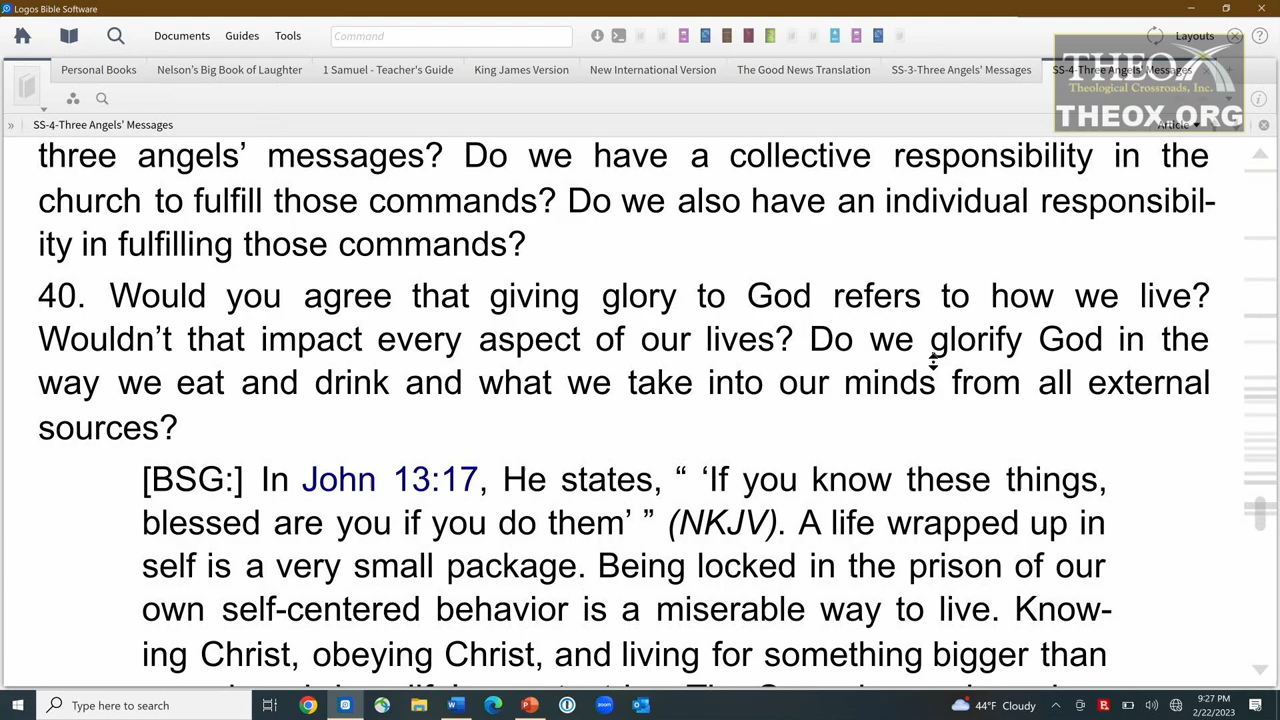 Logos Bible Software
Documents Guides Tools Command Layouts
Personal Books Nelson's Big Book of Laughter 1 Sam ing James Version New International Version The Good News Translation SS-3-Three Angels' Messages SS-4-Three Angels' Messages
THEOX
Theological Crossroads, Inc.
THEOX.ORG
SS-4-Three Angels' Messages Article
three angels' messages? Do we have a collective responsibility in the
church to fulfill those commands? Do we also have an individual responsibil-
ity in fulfilling those commands?
40. Would you agree that giving glory to God refers to how we live?
Wouldn't that impact every aspect of our lives? Do we glorify God in the
way we eat and drink and what we take into our minds from all external
sources?
[BSG:] In John 13:17, He states, “ ‘If you know these things,
blessed are you if you do them’ ” (NKJV). A life wrapped up in
self is a very small package. Being locked in the prison of our
own self-centered behavior is a miserable way to live. Know-
ing Christ, obeying Christ, and living for something bigger than
Type here to search 44°F Cloudy 9:27 PM
2/22/2023